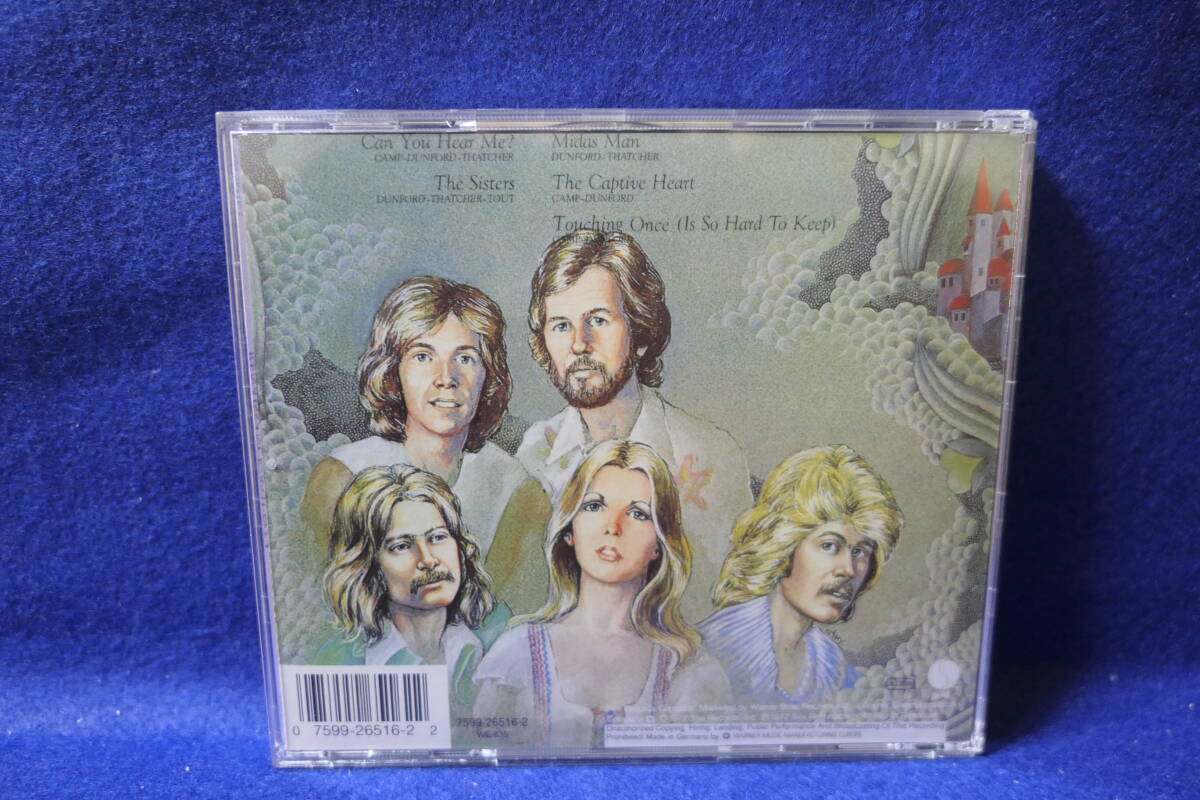 Can You Hear Me?
CAMP-DUNFORD-THATCHER
The Sisters
DUNFORD-THATCHER-TOUT
Midas Man
DUNFORD-THATCHER
The Captive Heart
CAMP-DUNFORD
Touching Once (Is So Hard To Keep)
0 7599-26516-2 2
7599-26516-2
Unauthorized Copying, Hiring, Lending, Public Performance And Broadcasting Of This Record
Prohibited! Made in Germany by WARNER MUSIC MANUFACTURING EUROPE